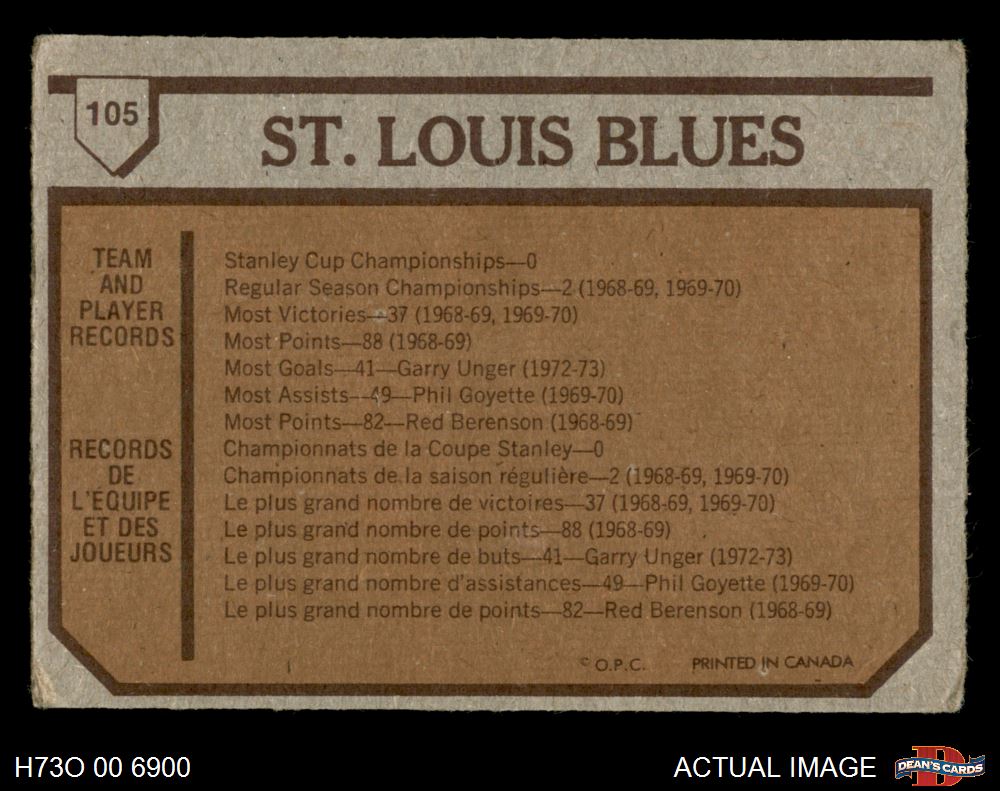 105
ST. LOUIS BLUES
TEAM
AND
PLAYER
RECORDS
Stanley Cup Championships—0
Regular Season Championships—2 (1968-69, 1969-70)
Most Victories—37 (1968-69, 1969-70)
Most Points—88 (1968-69)
Most Goals—41—Garry Unger (1972-73)
Most Assists—49—Phil Goyette (1969-70)
Most Points—82—Red Berenson (1968-69)
RECORDS
DE
L'ÉQUIPE
ET DES
JOUEURS
Championnats de la Coupe Stanley—0
Championnats de la saison régulière—2 (1968-69, 1969-70)
Le plus grand nombre de victoires—37 (1968-69, 1969-70)
Le plus grand nombre de points—88 (1968-69)
Le plus grand nombre de buts—41—Garry Unger (1972-73)
Le plus grand nombre d'assistances—49—Phil Goyette (1969-70)
Le plus grand nombre de points—82—Red Berenson (1968-69)
© O.P.C. PRINTED IN CANADA
H73O 00 6900
ACTUAL IMAGE
D
DEAN'S CARDS